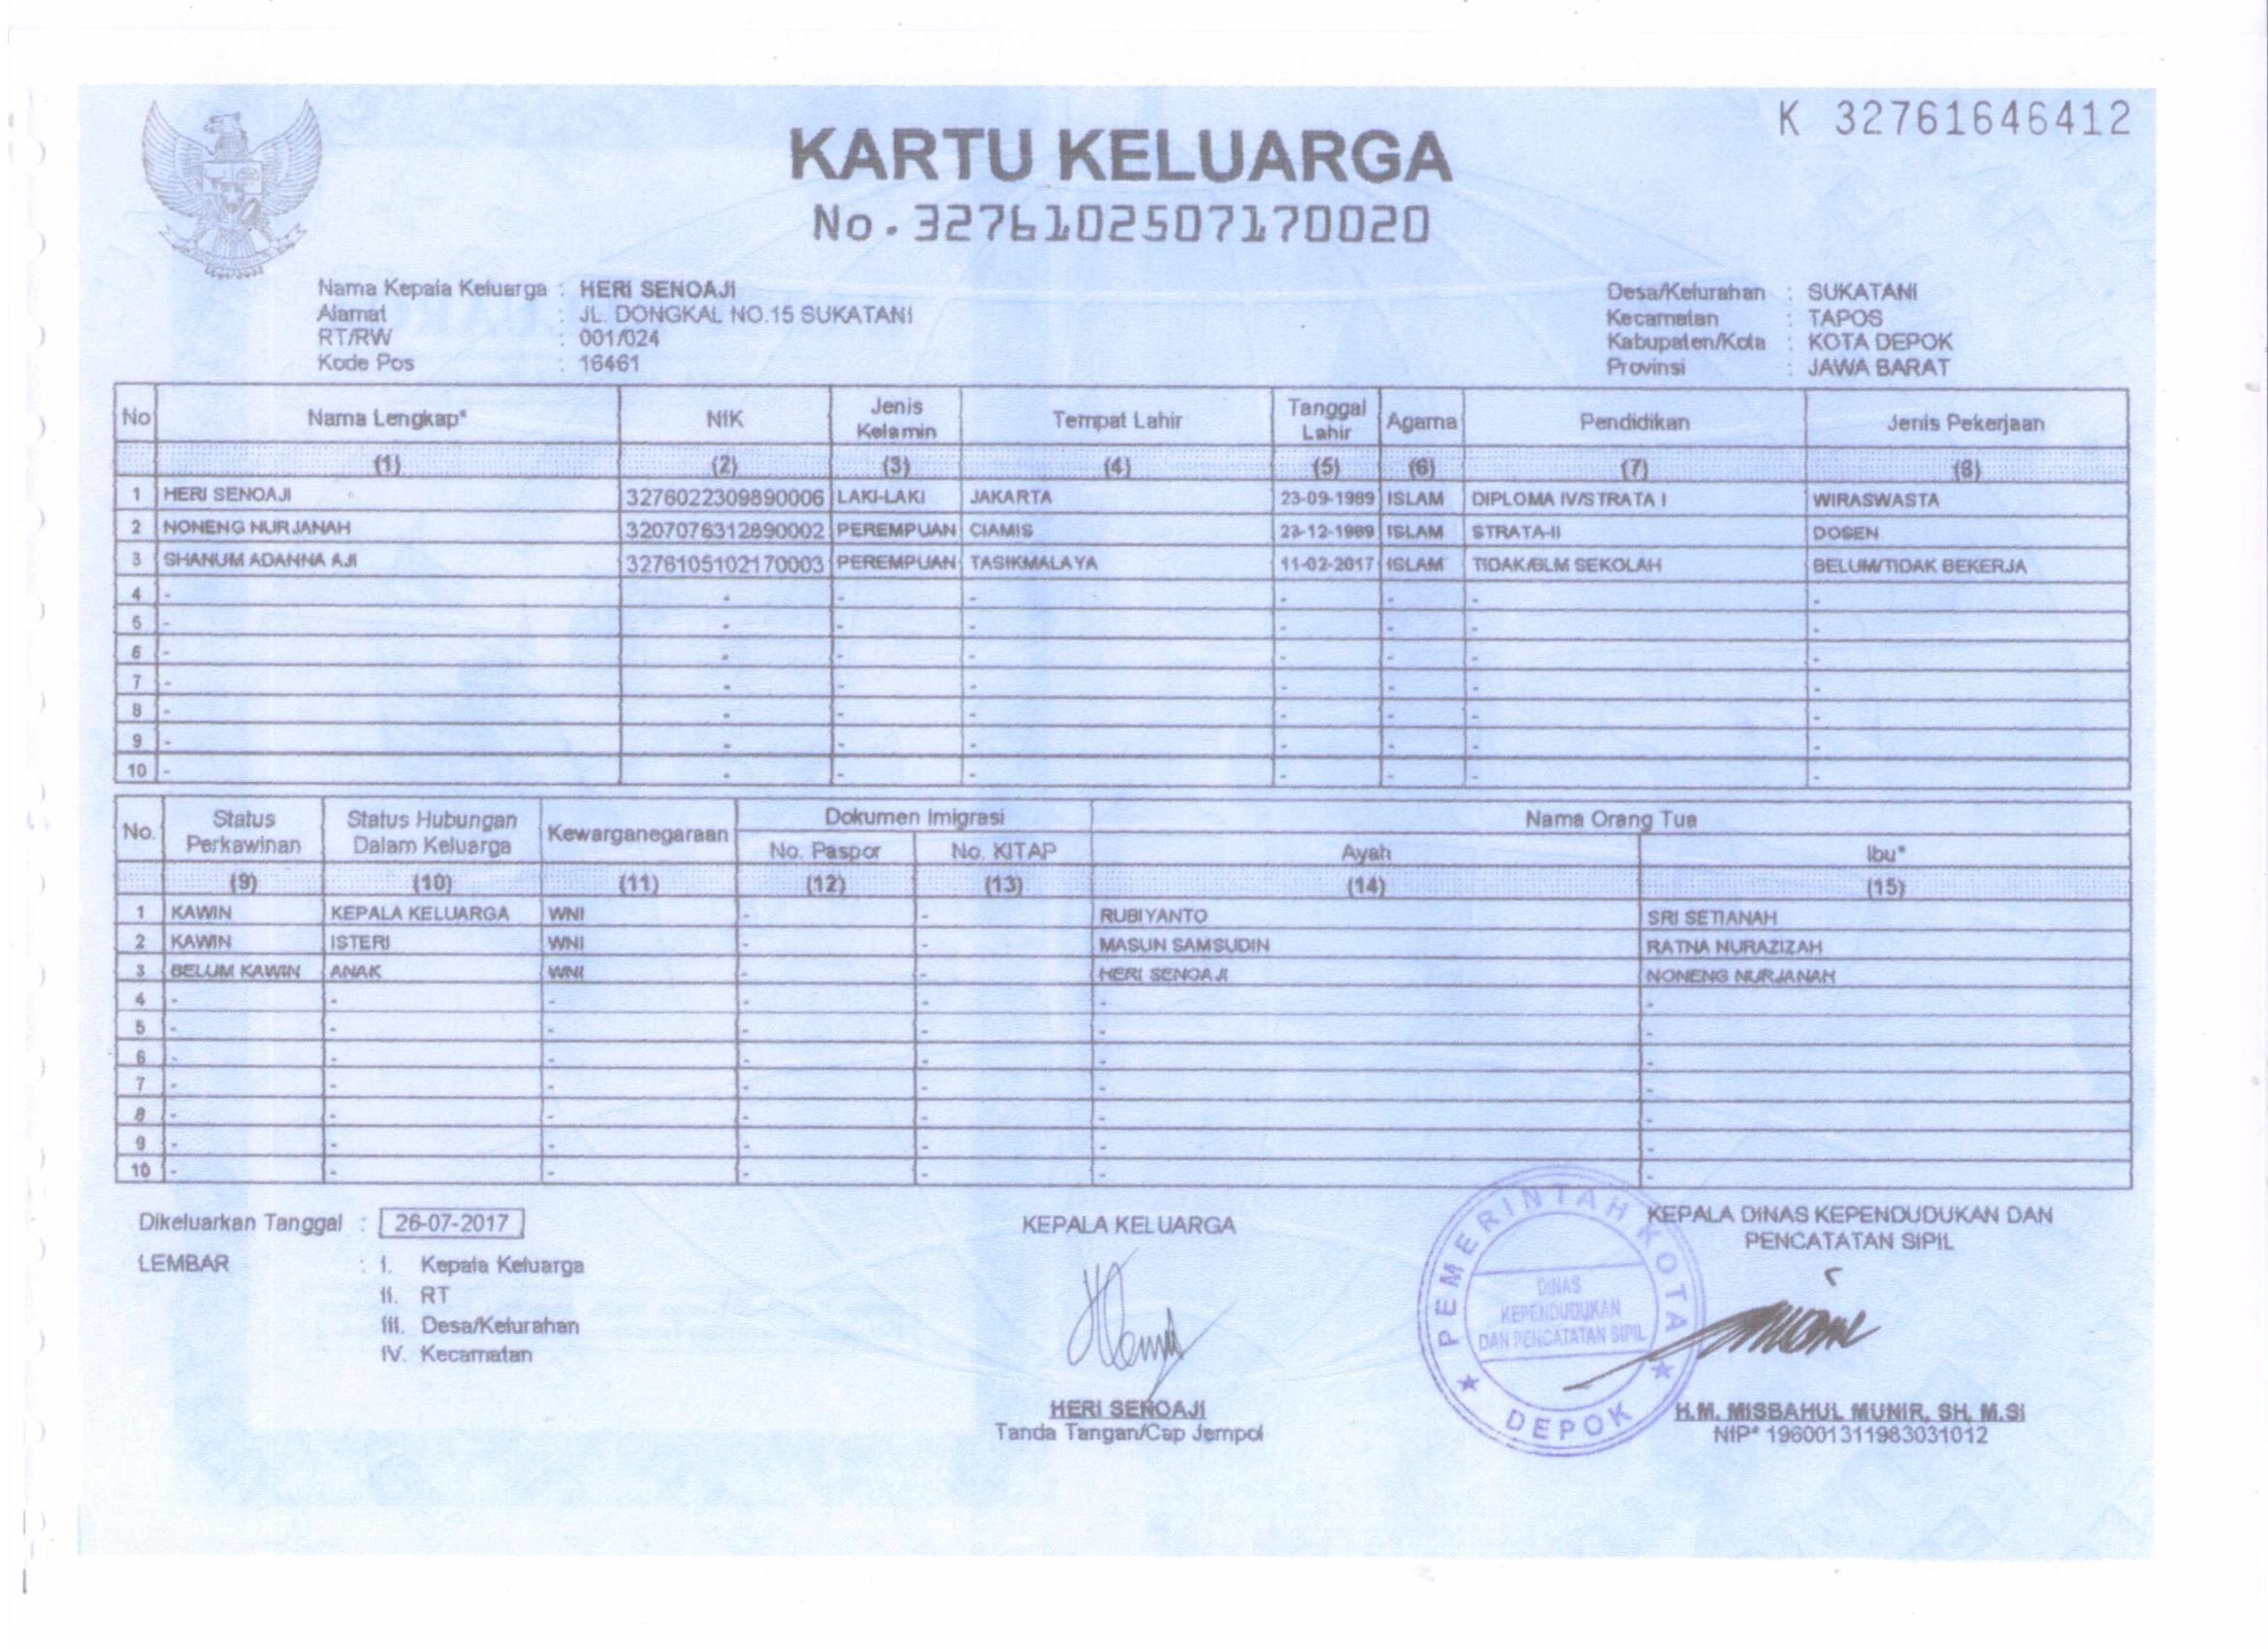 K 32761646412
KARTU KELUARGA
No. 3276102507170020
Nama Kepala Keluarga : HERI SENOAJI
Alamat : JL. DONGKAL NO.15 SUKATANI
RT/RW : 001/024
Kode Pos : 16461
Desa/Kelurahan : SUKATANI
Kecamatan : TAPOS
Kabupaten/Kota : KOTA DEPOK
Provinsi : JAWA BARAT
No Nama Lengkap* NIK Jenis Kelamin Tempat Lahir Tanggal Lahir Agama Pendidikan Jenis Pekerjaan
(1) (2) (3) (4) (5) (6) (7) (8)
1 HERI SENOAJI 3276022309890006 LAKI-LAKI JAKARTA 23-09-1989 ISLAM DIPLOMA IV/STRATA I WIRASWASTA
2 NONENG NURJANAH 3207076312890002 PEREMPUAN CIAMIS 23-12-1989 ISLAM STRATA-II DOSEN
3 SHANUM ADANNA AJI 3276105102170003 PEREMPUAN TASIKMALAYA 11-02-2017 ISLAM TIDAK/BLM SEKOLAH BELUM/TIDAK BEKERJA
4 - - - - - - - -
5 - - - - - - - -
6 - - - - - - - -
7 - - - - - - - -
8 - - - - - - - -
9 - - - - - - - -
10 - - - - - - - -
No. Status Perkawinan Status Hubungan Dalam Keluarga Kewarganegaraan Dokumen Imigrasi Nama Orang Tua
No. Paspor No. KITAP Ayah Ibu*
(9) (10) (11) (12) (13) (14) (15)
1 KAWIN KEPALA KELUARGA WNI - - RUBIYANTO SRI SETIANAH
2 KAWIN ISTERI WNI - - MASUN SAMSUDIN RATNA NURAZIZAH
3 BELUM KAWIN ANAK WNI - - HERI SENOAJI NONENG NURJANAH
4 - - - - - - -
5 - - - - - - -
6 - - - - - - -
7 - - - - - - -
8 - - - - - - -
9 - - - - - - -
10 - - - - - - -
Dikeluarkan Tanggal : 26-07-2017
LEMBAR : I. Kepala Keluarga
II. RT
III. Desa/Kelurahan
IV. Kecamatan
KEPALA KELUARGA
HERI SENOAJI
Tanda Tangan/Cap Jempol
PEMERINTAH KOTA
DINAS
KEPENDUDUKAN
DAN PENCATATAN SIPIL
DEPOK
KEPALA DINAS KEPENDUDUKAN DAN
PENCATATAN SIPIL
H.M. MISBAHUL MUNIR, SH, M.Si
NIP* 196001311983031012